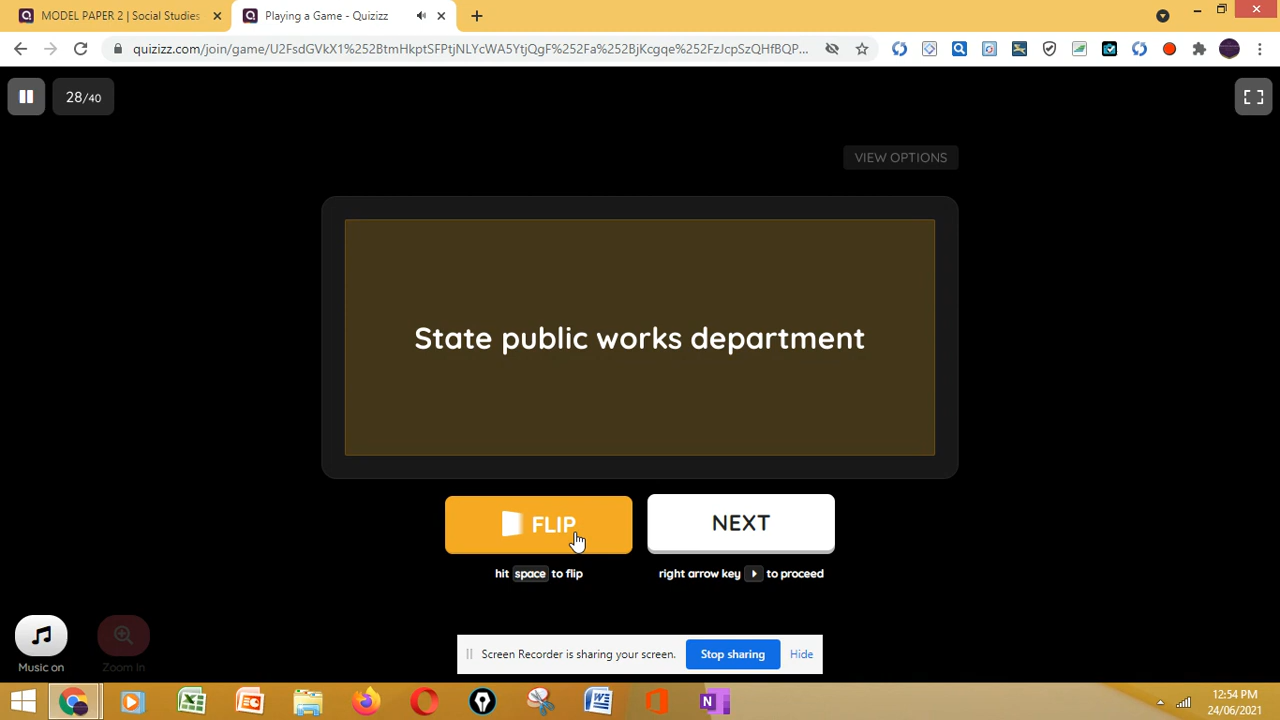 MODEL PAPER 2 | Social Studies
Playing a Game - Quizizz
quizizz.com/join/game/U2FsdGVkX1%252BtmHkptSFPtjNLYcWA5YtjQgF%252Fa%252BjKcgqe%252FzJcpSzQHfBQP...
28/40
VIEW OPTIONS
State public works department
FLIP
NEXT
hit space to flip
right arrow key to proceed
Music on
Zoom In
Screen Recorder is sharing your screen.
Stop sharing
Hide
12:54 PM
24/06/2021